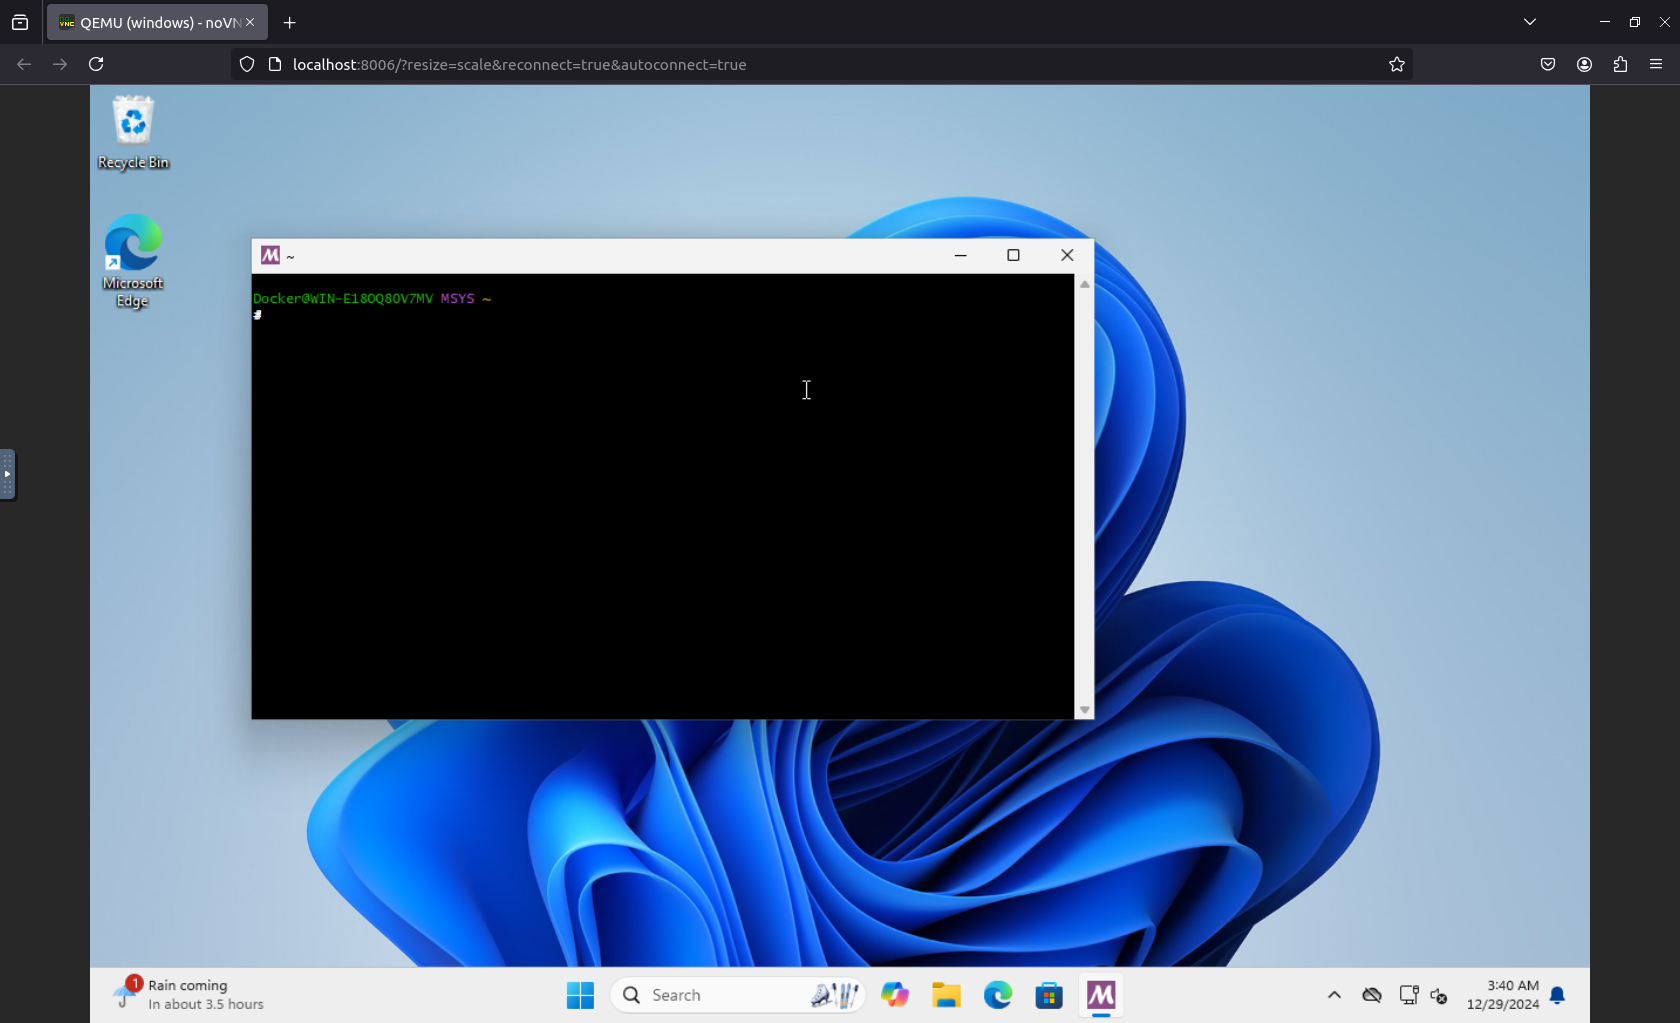 QEMU (windows) - noVN
localhost:8006/?resize=scale&reconnect=true&autoconnect=true
Recycle Bin
Microsoft
Edge
~
Docker@WIN-E18OQ8OV7MV MSYS ~
#
1
Rain coming
In about 3.5 hours
Search
3:40 AM
12/29/2024